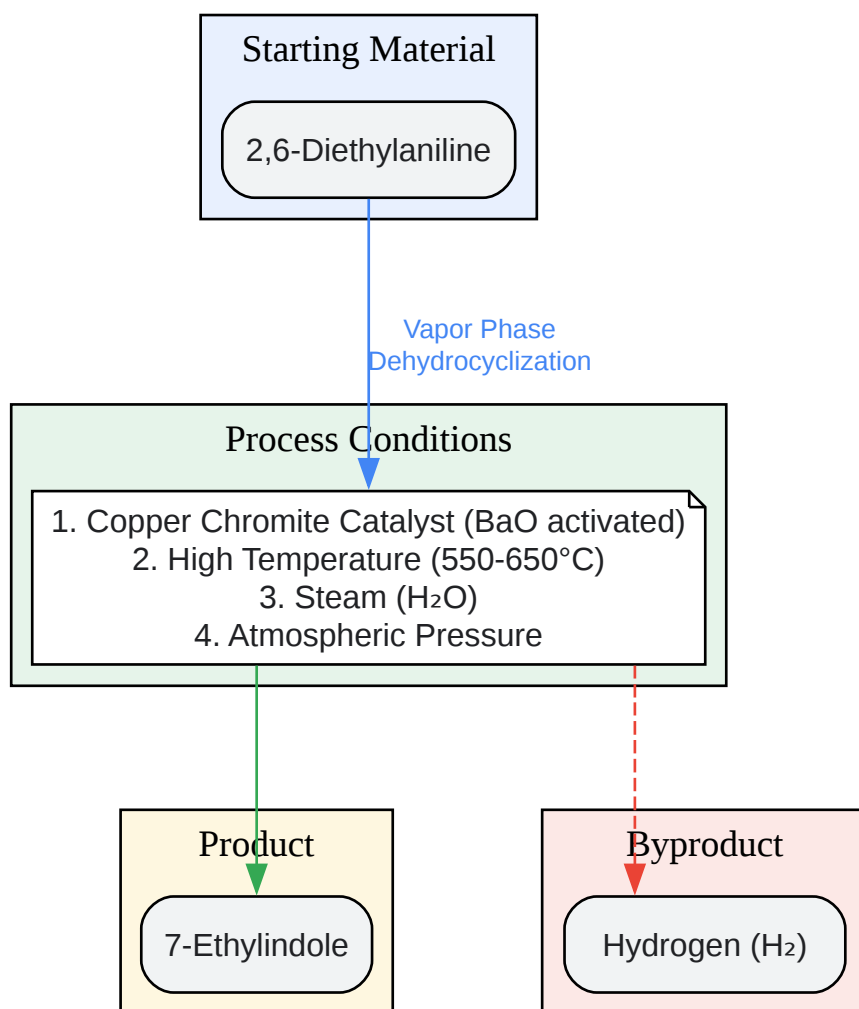 Starting Material
2,6-Diethylaniline
Vapor Phase
Dehydrocyclization
Process Conditions
1. Copper Chromite Catalyst (BaO activated)
2. High Temperature (550-650°C)
3. Steam (H₂O)
4. Atmospheric Pressure
Product
7-Ethylindole
Byproduct
Hydrogen (H₂)